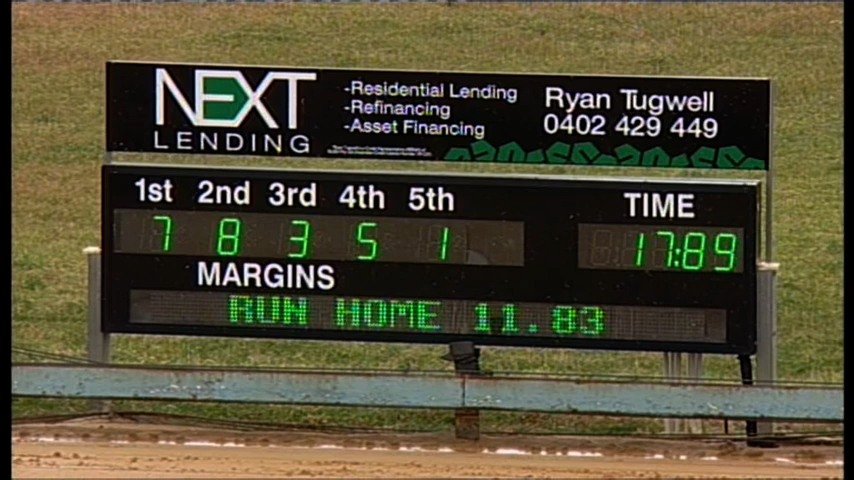 NEXT
LENDING
-Residential Lending
-Refinancing
-Asset Financing
Ryan Tugwell
0402 429 449
1st 2nd 3rd 4th 5th TIME
7 8 3 5 1 17:89
MARGINS
RUN HOME 11.83